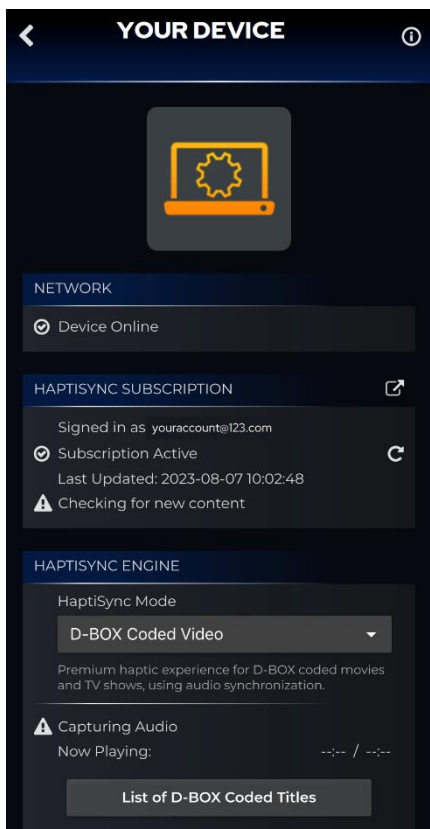 YOUR DEVICE
NETWORK
Device Online
HAPTISYNC SUBSCRIPTION
Signed in as youraccount@123.com
Subscription Active
Last Updated: 2023-08-07 10:02:48
Checking for new content
HAPTISYNC ENGINE
HaptiSync Mode
D-BOX Coded Video
Premium haptic experience for D-BOX coded movies
and TV shows, using audio synchronization.
Capturing Audio
Now Playing: --:-- / --:--
List of D-BOX Coded Titles